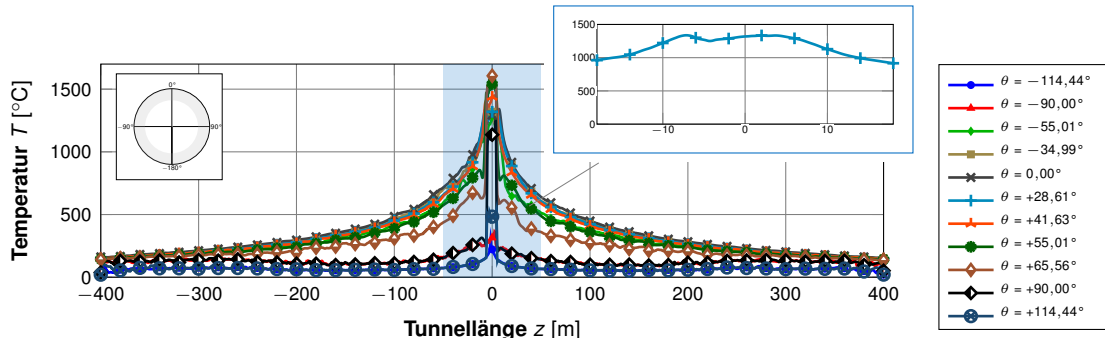 1500
1000
500
0
−10
0
10
Temperatur T [°C]
1500
1000
500
0
0°
−90°
90°
−180°
−400
−300
−200
−100
0
100
200
300
400
Tunnellänge z [m]
θ = −114,44°
θ = −90,00°
θ = −55,01°
θ = −34,99°
θ = 0,00°
θ = +28,61°
θ = +41,63°
θ = +55,01°
θ = +65,56°
θ = +90,00°
θ = +114,44°